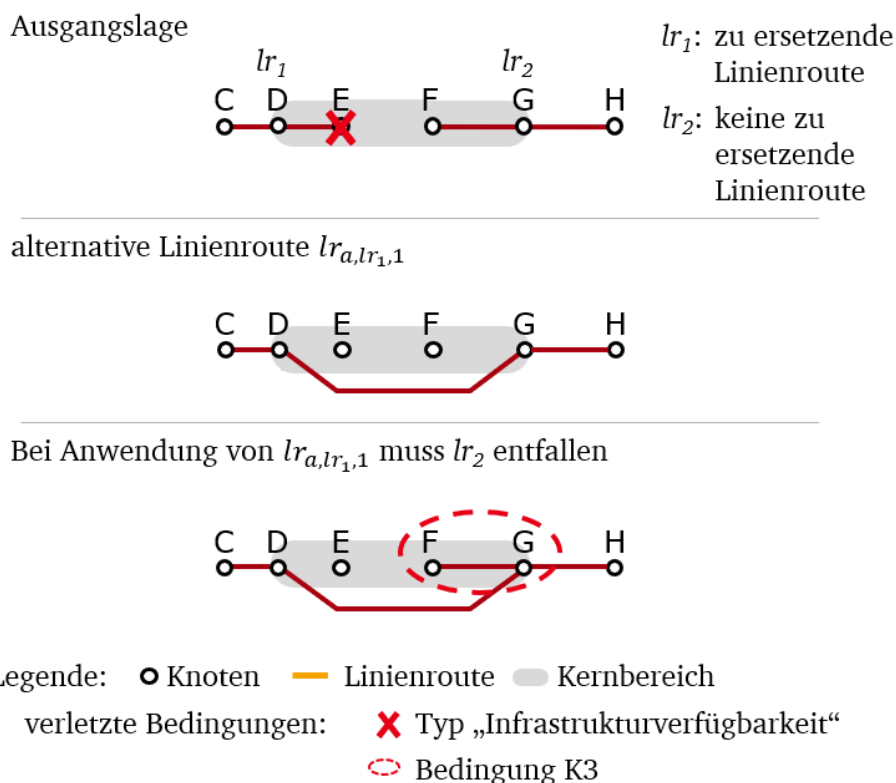 Ausgangslage
lr₁ lr₂
C D E F G H
lr₁: zu ersetzende
Linienroute
lr₂: keine zu
ersetzende
Linienroute
alternative Linienroute lrₐ,ₗᵣ₁,₁
C D E F G H
Bei Anwendung von lrₐ,ₗᵣ₁,₁ muss lr₂ entfallen
C D E F G H
egende: Knoten Linienroute Kernbereich
verletzte Bedingungen: Typ „Infrastrukturverfügbarkeit“
Bedingung K3